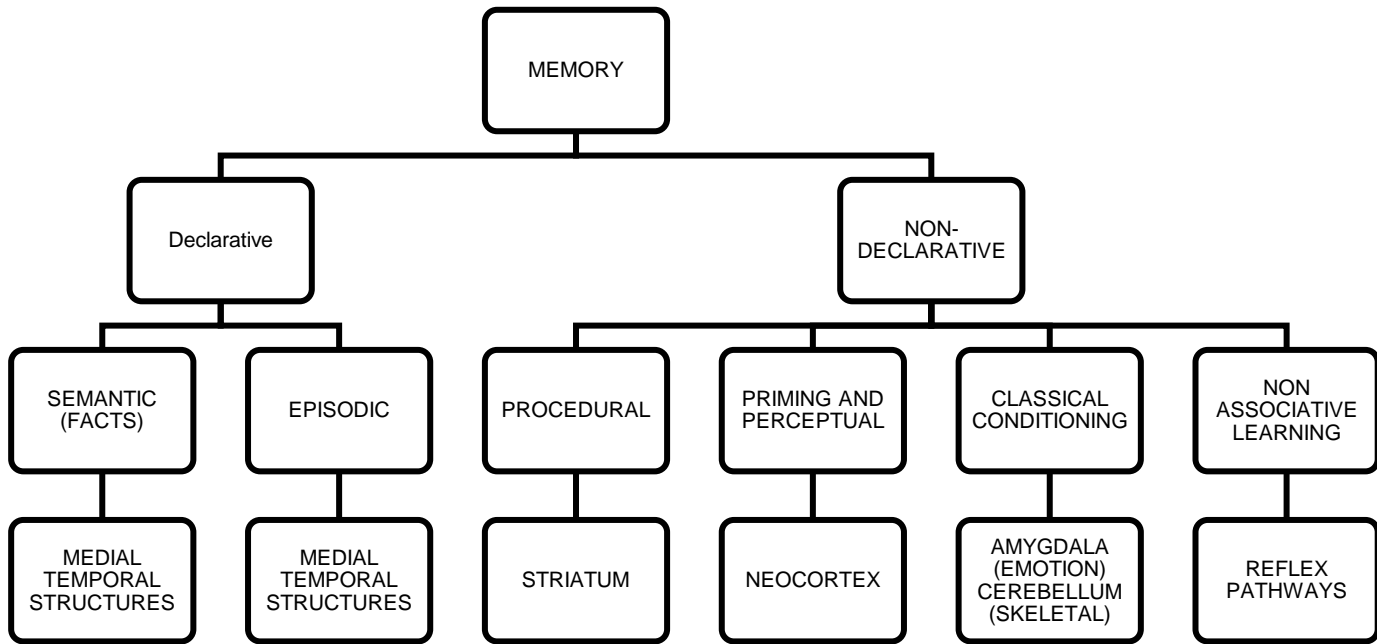 MEMORY
Declarative
NON-
DECLARATIVE
SEMANTIC
(FACTS)
EPISODIC
PROCEDURAL
PRIMING AND
PERCEPTUAL
CLASSICAL
CONDITIONING
NON
ASSOCIATIVE
LEARNING
MEDIAL
TEMPORAL
STRUCTURES
MEDIAL
TEMPORAL
STRUCTURES
STRIATUM
NEOCORTEX
AMYGDALA
(EMOTION)
CEREBELLUM
(SKELETAL)
REFLEX
PATHWAYS